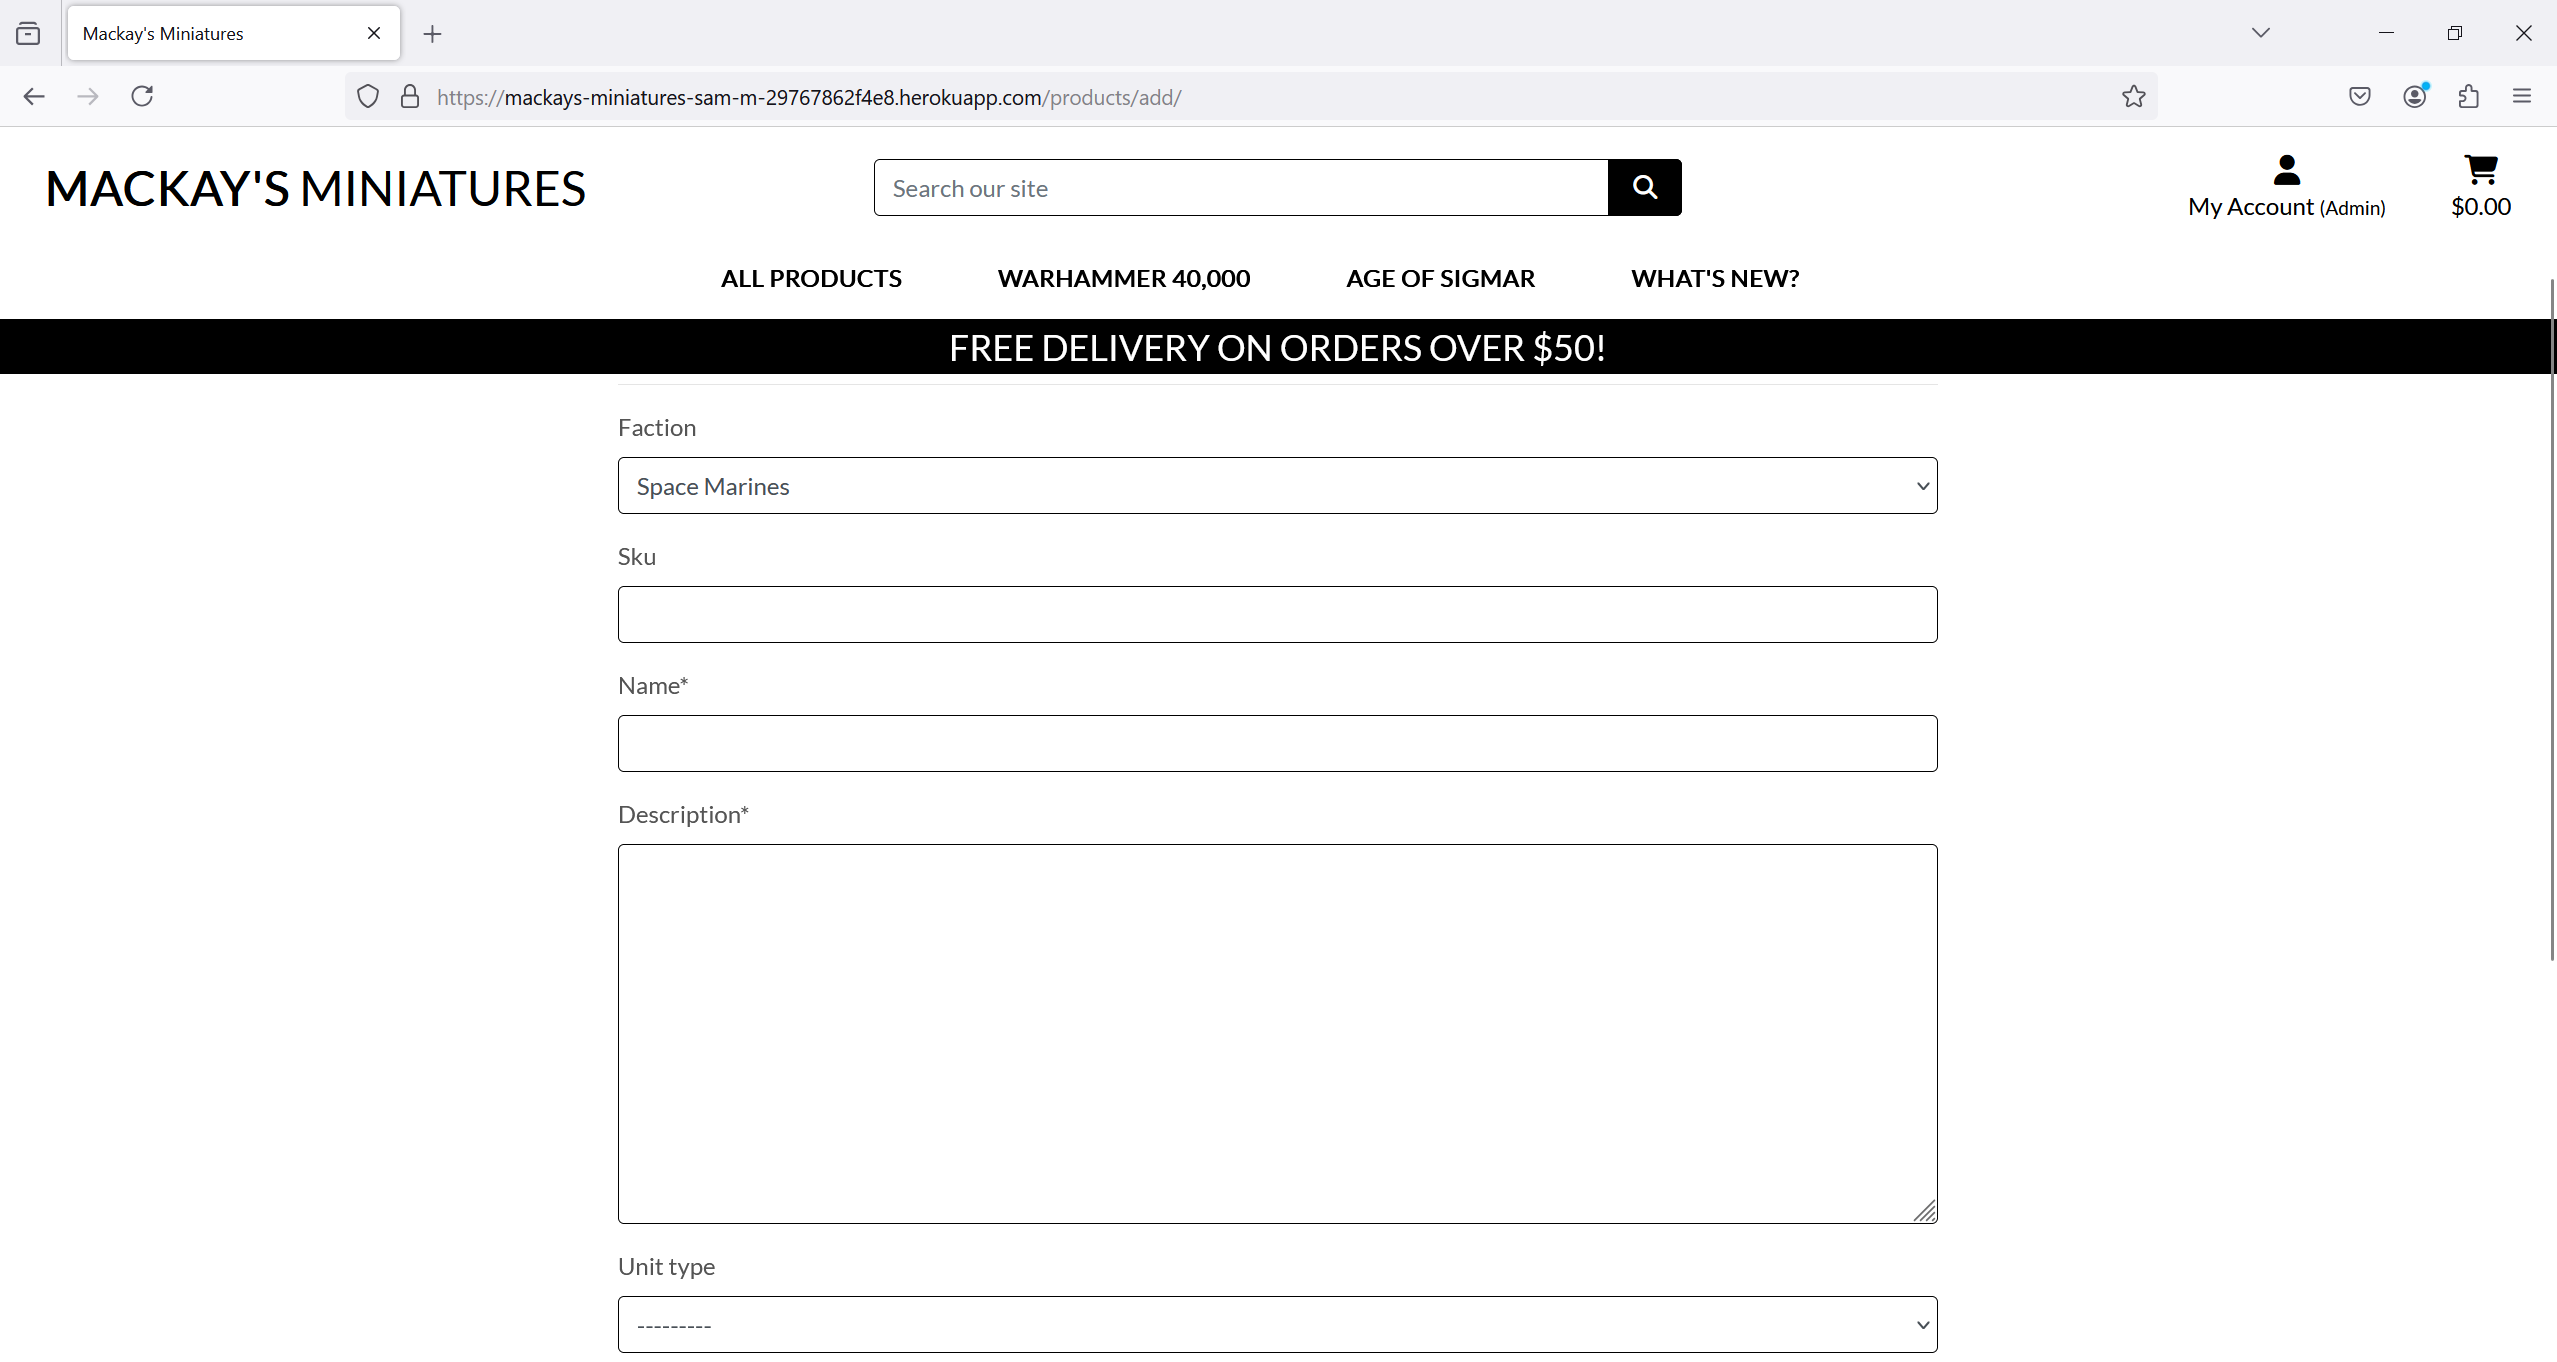 Mackay's Miniatures
https://mackays-miniatures-sam-m-29767862f4e8.herokuapp.com/products/add/
MACKAY'S MINIATURES
Search our site
My Account (Admin)
$0.00
ALL PRODUCTS
WARHAMMER 40,000
AGE OF SIGMAR
WHAT'S NEW?
FREE DELIVERY ON ORDERS OVER $50!
Faction
Space Marines
Sku
Name*
Description*
Unit type
---------